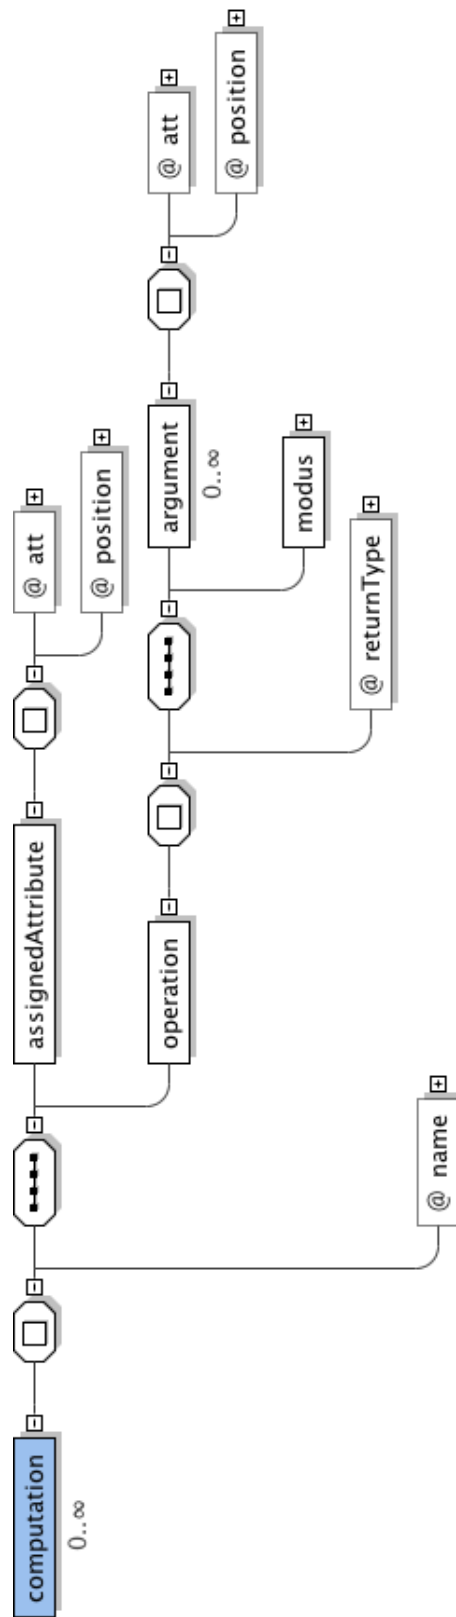 computation
0..∞
assignedAttribute
@ att
@ position
operation
argument
0..∞
@ att
@ position
modus
@ returnType
@ name